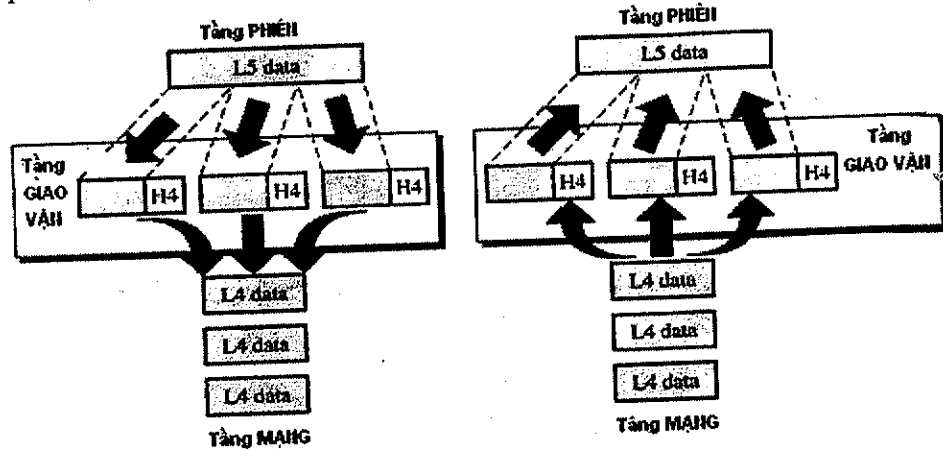 Tầng PHIÊN
L5 data
Tầng
GIAO
VẬN
H4
H4
H4
L4 data
L4 data
L4 data
Tầng MẠNG
Tầng PHIÊN
L5 data
Tầng
GIAO VẬN
H4
H4
H4
L4 data
L4 data
L4 data
Tầng MẠNG